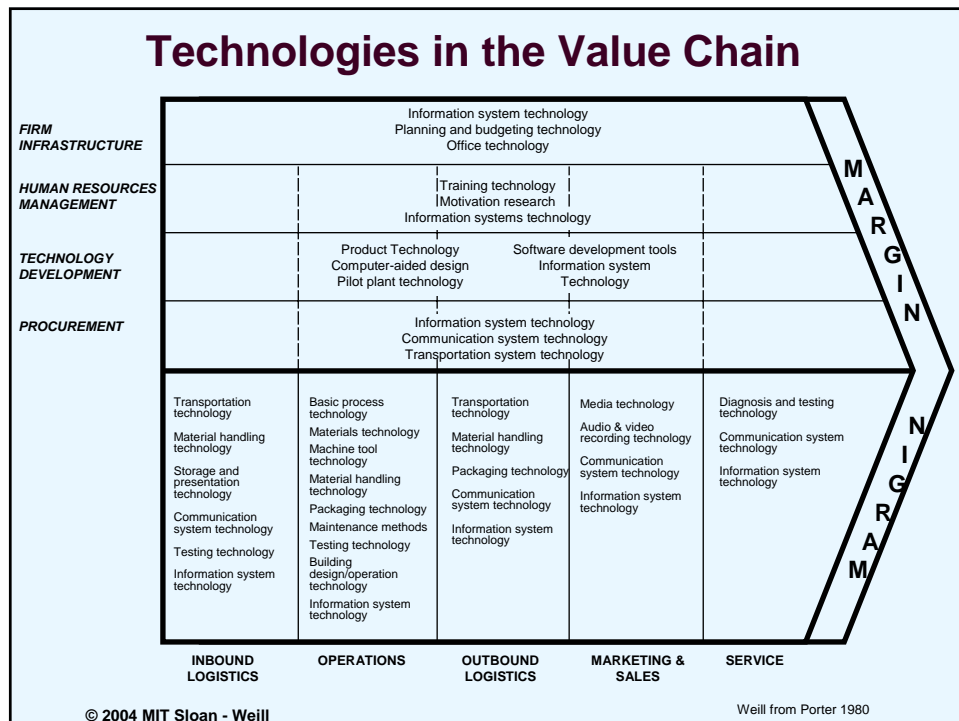 Technologies in the Value Chain
FIRM
INFRASTRUCTURE
Information system technology
Planning and budgeting technology
Office technology
HUMAN RESOURCES
MANAGEMENT
Training technology
Motivation research
Information systems technology
TECHNOLOGY
DEVELOPMENT
Product Technology
Computer-aided design
Pilot plant technology
Software development tools
Information system
Technology
PROCUREMENT
Information system technology
Communication system technology
Transportation system technology
MARGIN
Transportation
technology
Material handling
technology
Storage and
presentation
technology
Communication
system technology
Testing technology
Information system
technology
Basic process
technology
Materials technology
Machine tool
technology
Material handling
technology
Packaging technology
Maintenance methods
Testing technology
Building
design/operation
technology
Information system
technology
Transportation
technology
Material handling
technology
Packaging technology
Communication
system technology
Information system
technology
Media technology
Audio & video
recording technology
Communication
system technology
Information system
technology
Diagnosis and testing
technology
Communication system
technology
Information system
technology
MARGIN
INBOUND
LOGISTICS
OPERATIONS
OUTBOUND
LOGISTICS
MARKETING &
SALES
SERVICE
© 2004 MIT Sloan - Weill
Weill from Porter 1980